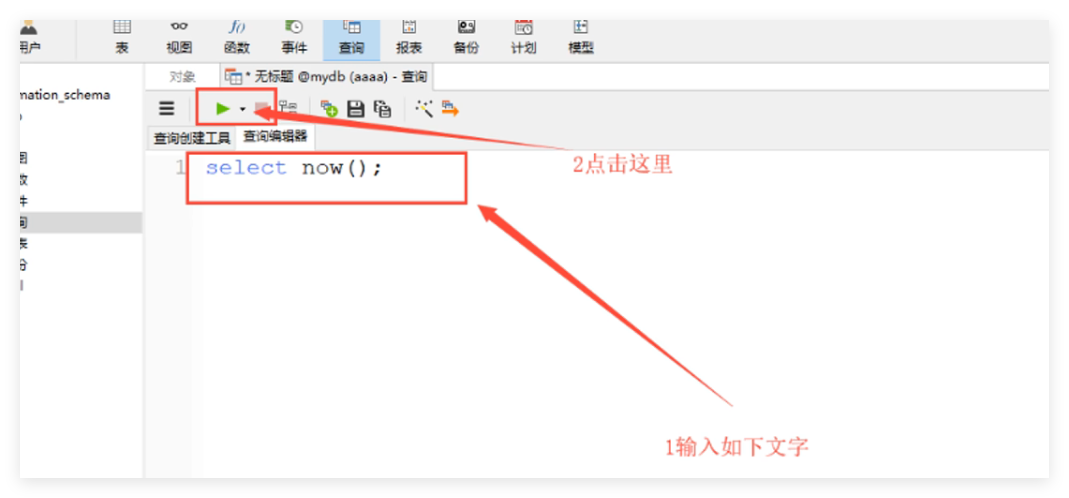 用户 表 视图 函数 事件 查询 报表 备份 计划 模型
对象 * 无标题 @mydb (aaaa) - 查询
mation_schema
查询创建工具 查询编辑器
1 select now();
2点击这里
1输入如下文字